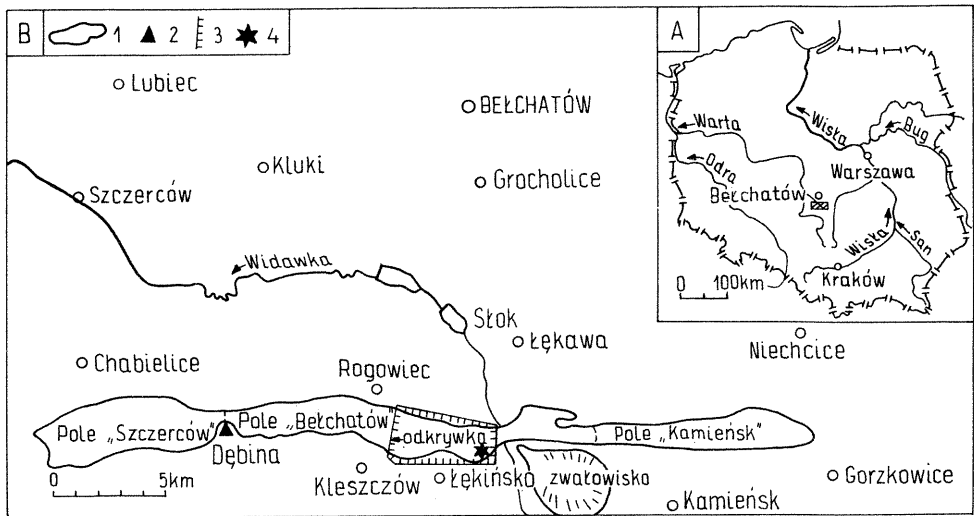 B 1 2 3 4
A
Lubiec
BEŁCHATÓW
Kluki
Szczerców
Grocholice
Widawka
Słok
Łękawa
Niechcice
Chabielice
Rogowiec
Pole „Szczerców"
Pole „Bełchatów"
odkrywka
Pole „Kamieńsk"
Dębina
Kleszczów
Łękińsko
zwałowisko
Kamieńsk
Gorzkowice
0 5km
Warta
Wisła
Bug
Odra
Warszawa
Bełchatów
Wisła
San
Kraków
0 100km